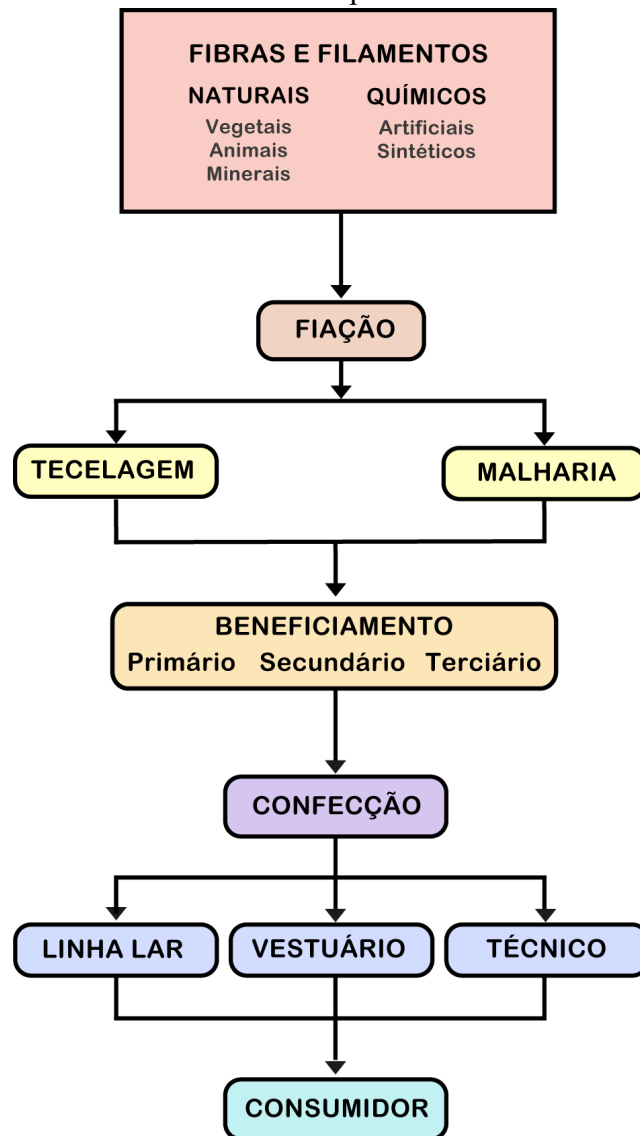 FIBRAS E FILAMENTOS
NATURAIS QUÍMICOS
Vegetais Artificiais
Animais Sintéticos
Minerais
FIAÇÃO
TECELAGEM MALHARIA
BENEFICIAMENTO
Primário Secundário Terciário
CONFECÇÃO
LINHA LAR VESTUÁRIO TÉCNICO
CONSUMIDOR